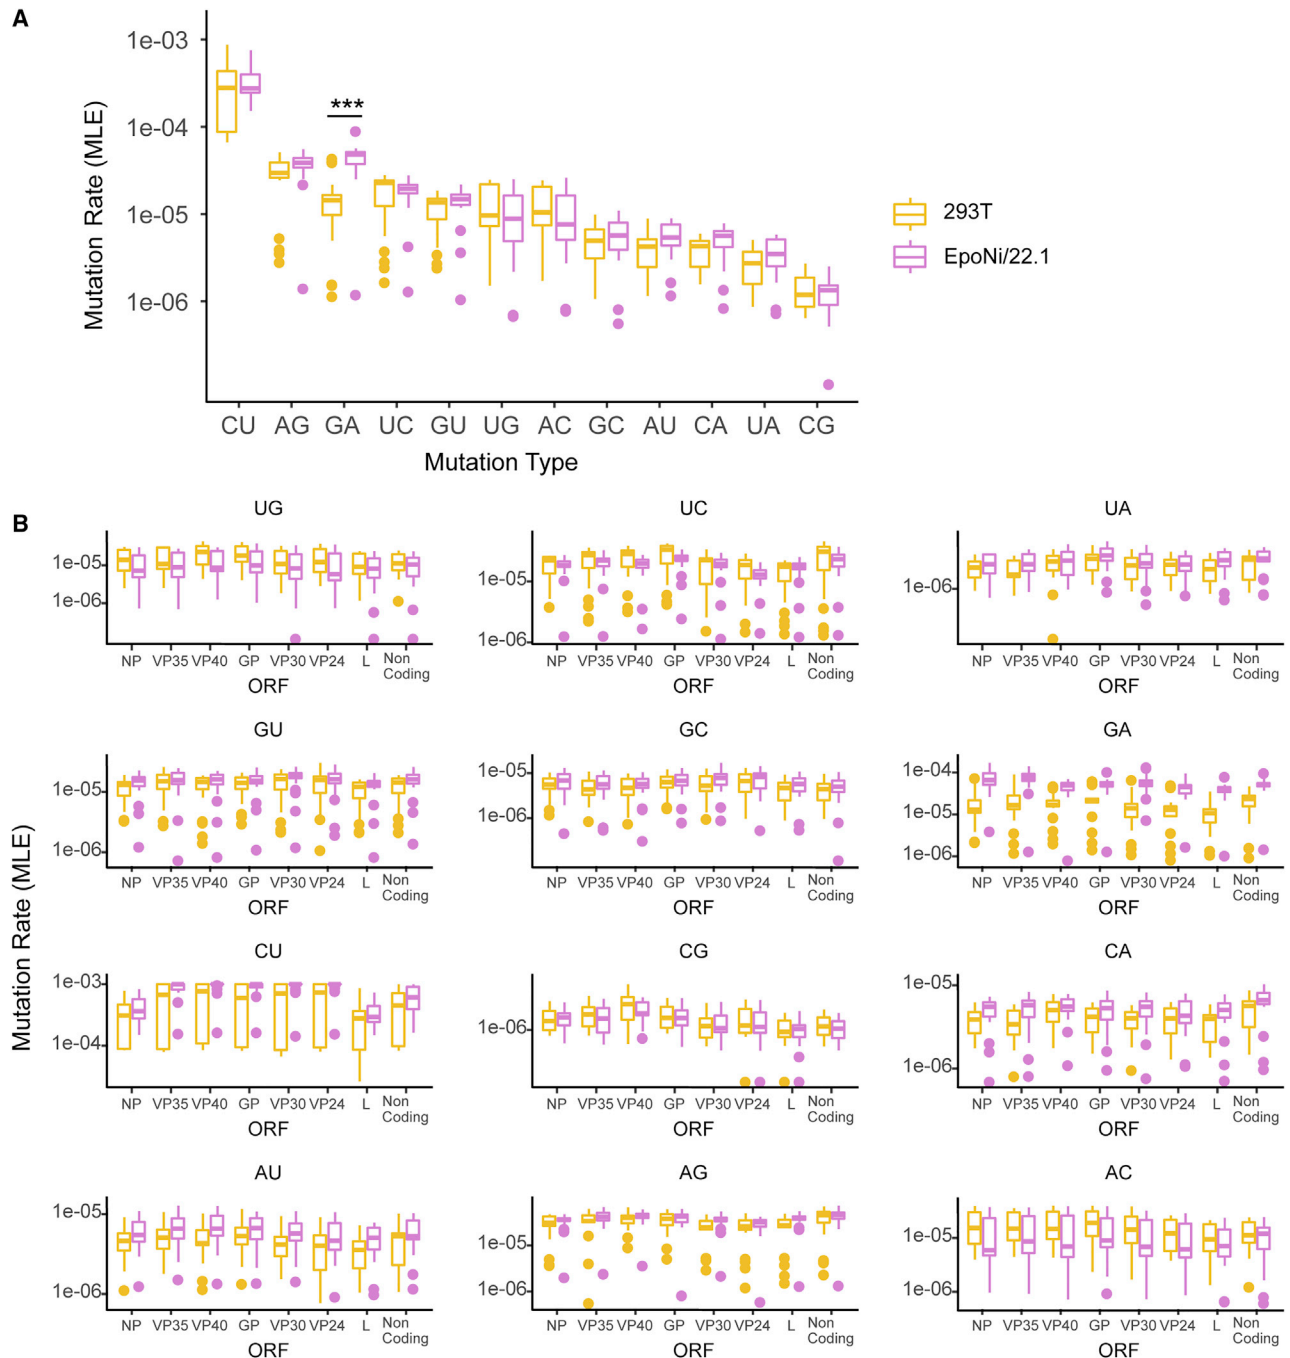 A
1e-03
1e-04
1e-05
1e-06
Mutation Rate (MLE)
***
293T
EpoNi/22.1
CU AG GA UC GU UG AC GC AU CA UA CG
Mutation Type
B
Mutation Rate (MLE)
UG
1e-05
1e-06
NP VP35 VP40 GP VP30 VP24 L Non Coding
ORF
UC
1e-05
1e-06
NP VP35 VP40 GP VP30 VP24 L Non Coding
ORF
UA
1e-06
NP VP35 VP40 GP VP30 VP24 L Non Coding
ORF
GU
1e-05
1e-06
NP VP35 VP40 GP VP30 VP24 L Non Coding
ORF
GC
1e-05
1e-06
NP VP35 VP40 GP VP30 VP24 L Non Coding
ORF
GA
1e-04
1e-05
1e-06
NP VP35 VP40 GP VP30 VP24 L Non Coding
ORF
CU
1e-03
1e-04
NP VP35 VP40 GP VP30 VP24 L Non Coding
ORF
CG
1e-06
NP VP35 VP40 GP VP30 VP24 L Non Coding
ORF
CA
1e-05
1e-06
NP VP35 VP40 GP VP30 VP24 L Non Coding
ORF
AU
1e-05
1e-06
NP VP35 VP40 GP VP30 VP24 L Non Coding
ORF
AG
1e-05
1e-06
NP VP35 VP40 GP VP30 VP24 L Non Coding
ORF
AC
1e-05
1e-06
NP VP35 VP40 GP VP30 VP24 L Non Coding
ORF